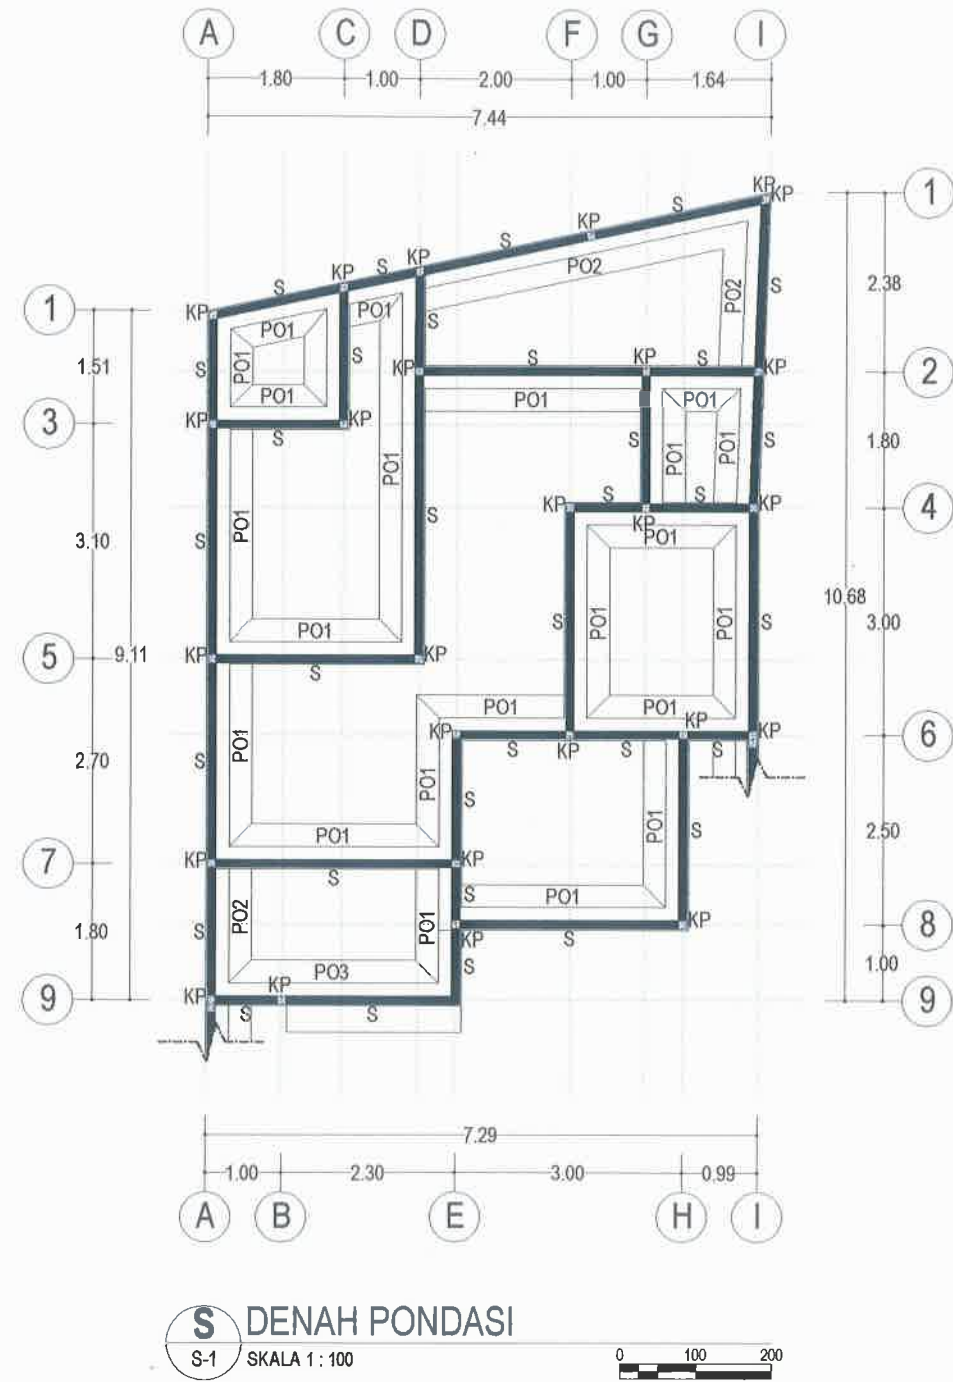 A C D F G I
1.80 1.00 2.00 1.00 1.64
7.44
KP KP
1
S
KP
S
2.38
KP S PO2 S
KP S
1
S
PO2
KP PO1 PO1 S
1.51
S PO1 S
S KP S
KP
2
PO1
PO1 PO1
3
KP KP
S
S S
1.80
PO1
PO1 PO1
S S
KP KP
4
PO1 S
KP
PO1
3.10
S
10.68
PO1
S PO1 PO1 S
3.00
5
9.11
KP KP
S
PO1
PO1
KP KP
6
S KP S S
PO1
2.70
S
PO1
S
PO1
S
2.50
PO1
7
KP KP
S
PO2 PO1 S
PO1
1.80
S
KP
8
KP S
PO3
S
1.00
9
KP KP
9
S S
7.29
1.00 2.30 3.00 0.99
A B E H I
S DENAH PONDASI
S-1 SKALA 1 : 100
0 100 200